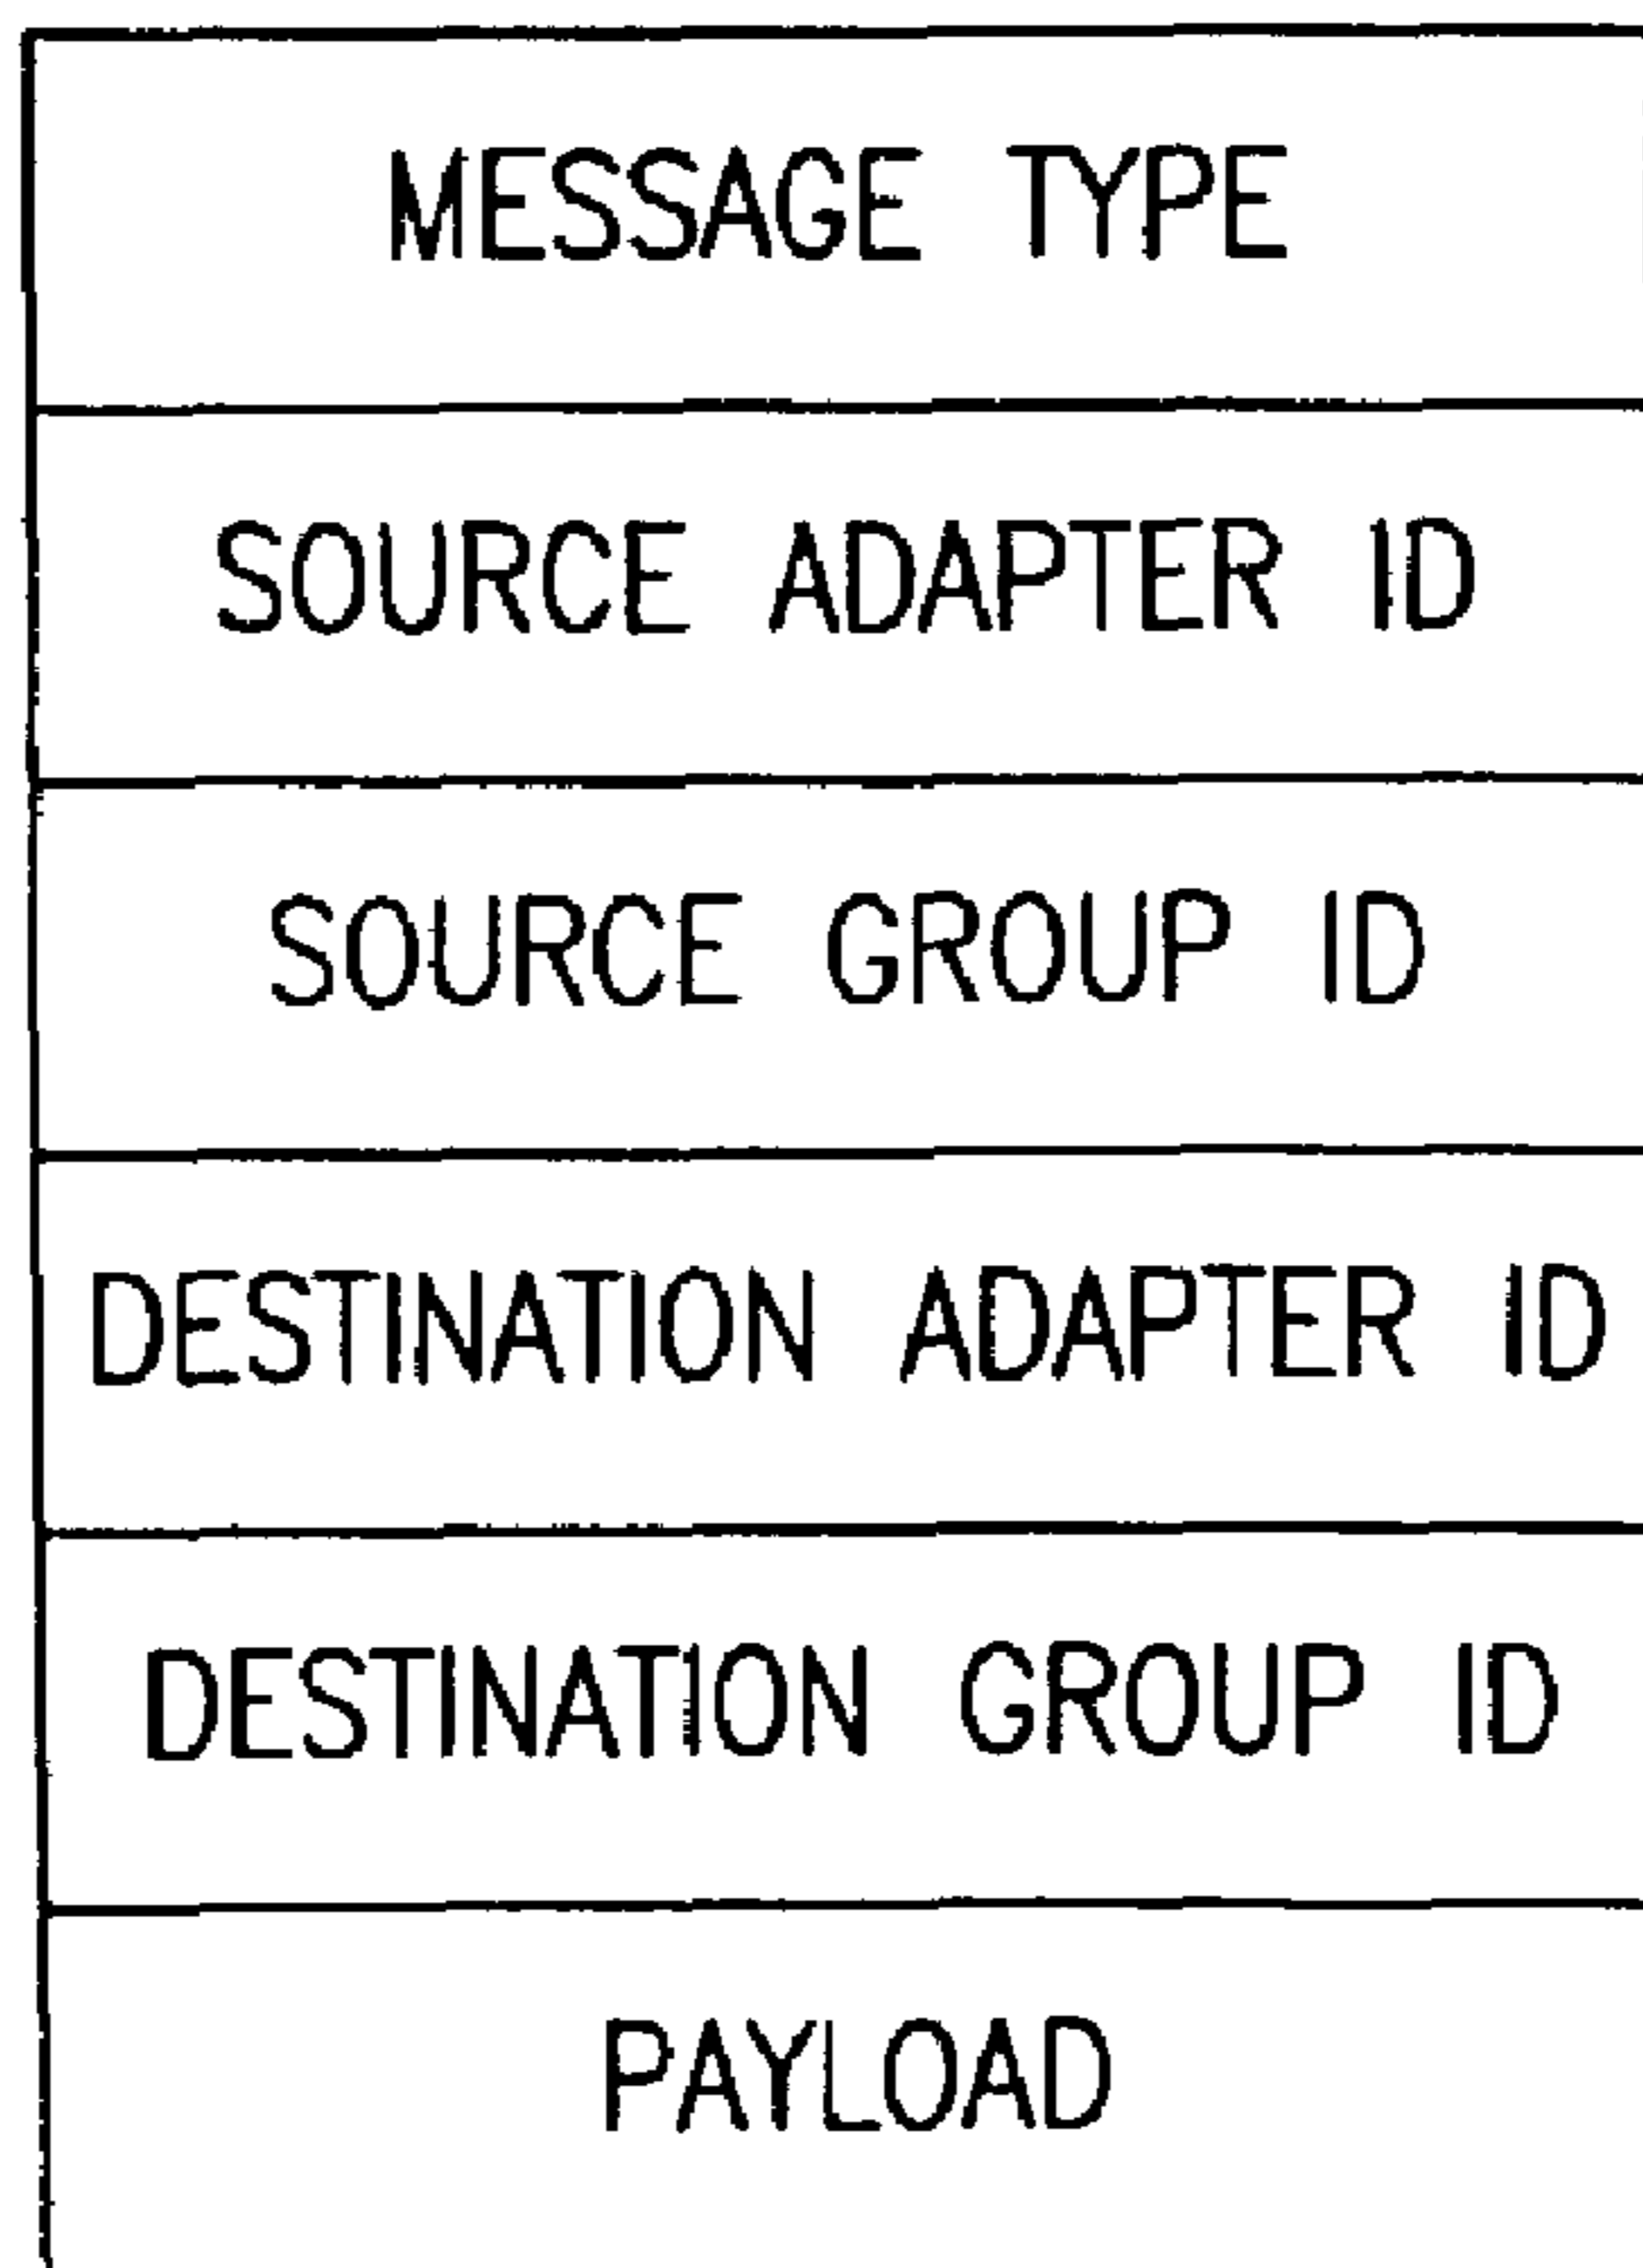 MESSAGE TYPE
SOURCE ADAPTER ID
SOURCE GROUP ID
DESTINATION ADAPTER ID
DESTINATION GROUP ID
PAYLOAD